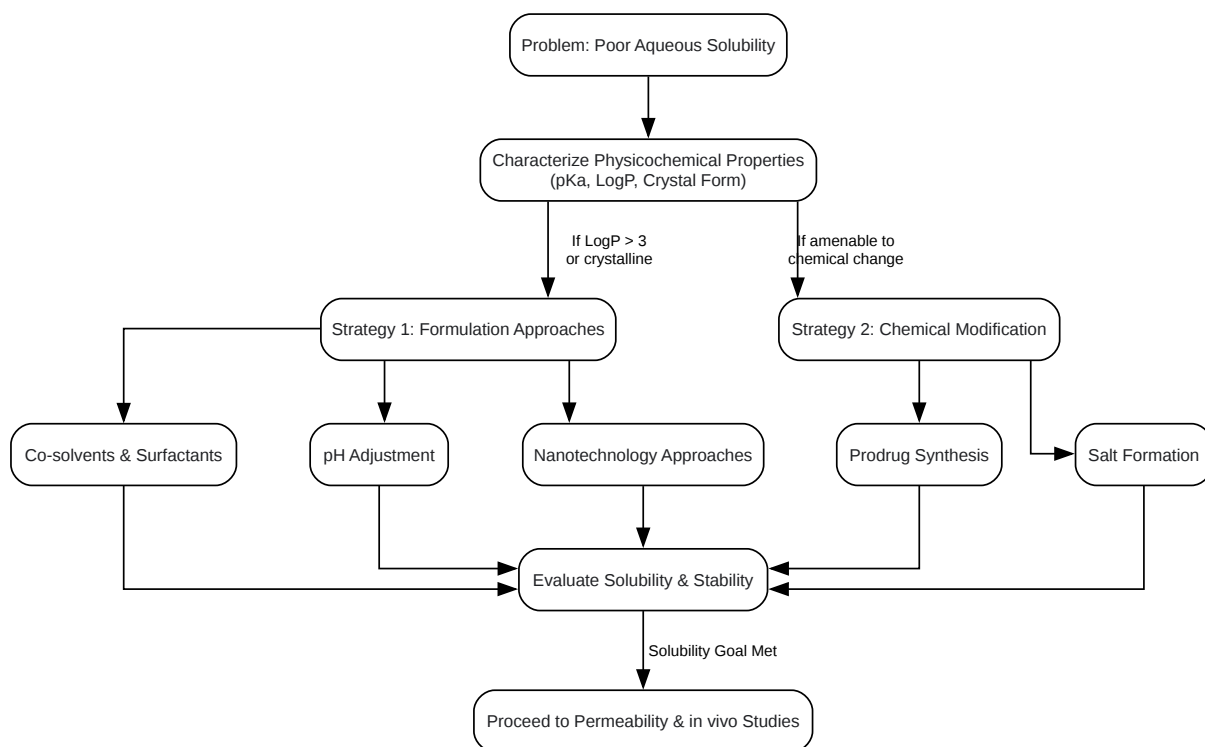 Problem: Poor Aqueous Solubility
Characterize Physicochemical Properties
(pKa, LogP, Crystal Form)
If LogP > 3
or crystalline
If amenable to
chemical change
Strategy 1: Formulation Approaches
Strategy 2: Chemical Modification
Co-solvents & Surfactants
pH Adjustment
Nanotechnology Approaches
Prodrug Synthesis
Salt Formation
Evaluate Solubility & Stability
Solubility Goal Met
Proceed to Permeability & in vivo Studies